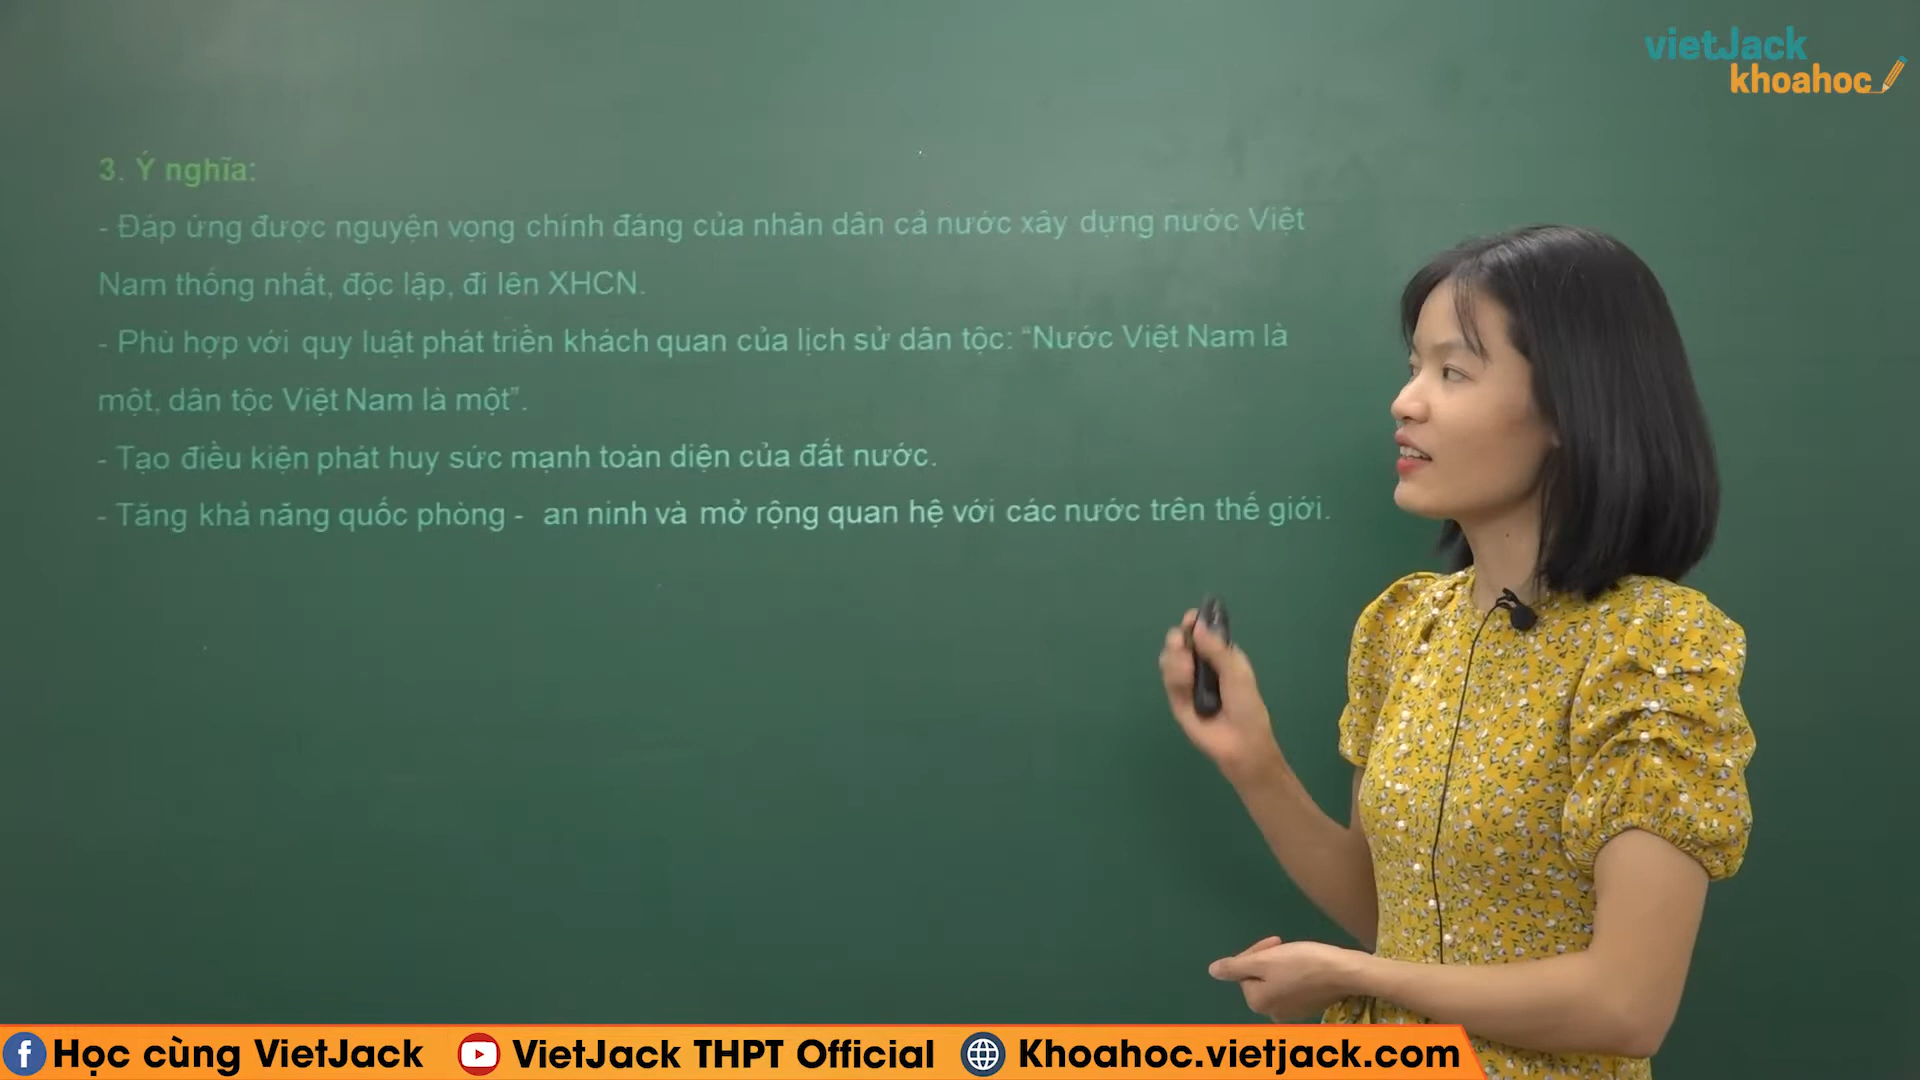 vietJack
khoahoc
3. Ý nghĩa:
- Đáp ứng được nguyện vọng chính đáng của nhân dân cả nước xây dựng nước Việt
Nam thống nhất, độc lập, đi lên XHCN.
- Phù hợp với quy luật phát triển khách quan của lịch sử dân tộc: “Nước Việt Nam là
một, dân tộc Việt Nam là một”.
- Tạo điều kiện phát huy sức mạnh toàn diện của đất nước.
- Tăng khả năng quốc phòng - an ninh và mở rộng quan hệ với các nước trên thế giới.
Học cùng VietJack
VietJack THPT Official
Khoahoc.vietjack.com